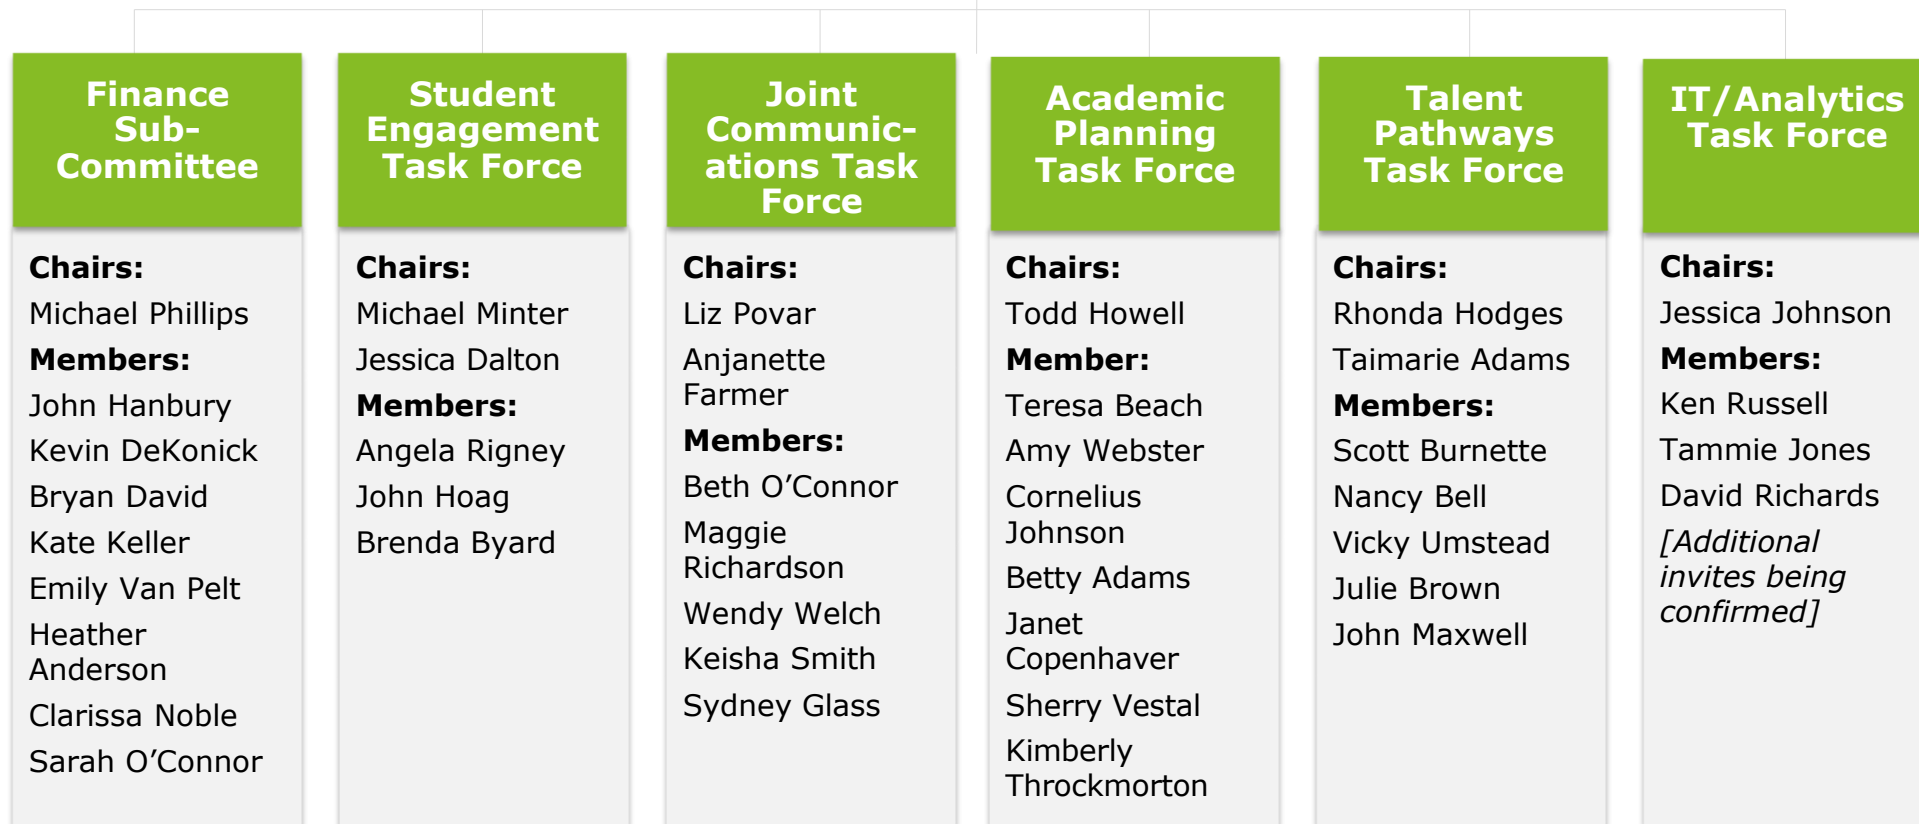 Finance
Sub-
Committee
Chairs:
Michael Phillips
Members:
John Hanbury
Kevin DeKonick
Bryan David
Kate Keller
Emily Van Pelt
Heather
Anderson
Clarissa Noble
Sarah O’Connor
Student
Engagement
Task Force
Chairs:
Michael Minter
Jessica Dalton
Members:
Angela Rigney
John Hoag
Brenda Byard
Joint
Communic-
ations Task
Force
Chairs:
Liz Povar
Anjanette
Farmer
Members:
Beth O’Connor
Maggie
Richardson
Wendy Welch
Keisha Smith
Sydney Glass
Academic
Planning
Task Force
Chairs:
Todd Howell
Member:
Teresa Beach
Amy Webster
Cornelius
Johnson
Betty Adams
Janet
Copenhaver
Sherry Vestal
Kimberly
Throckmorton
Talent
Pathways
Task Force
Chairs:
Rhonda Hodges
Taimarie Adams
Members:
Scott Burnette
Nancy Bell
Vicky Umstead
Julie Brown
John Maxwell
IT/Analytics
Task Force
Chairs:
Jessica Johnson
Members:
Ken Russell
Tammie Jones
David Richards
[Additional
invites being
confirmed]